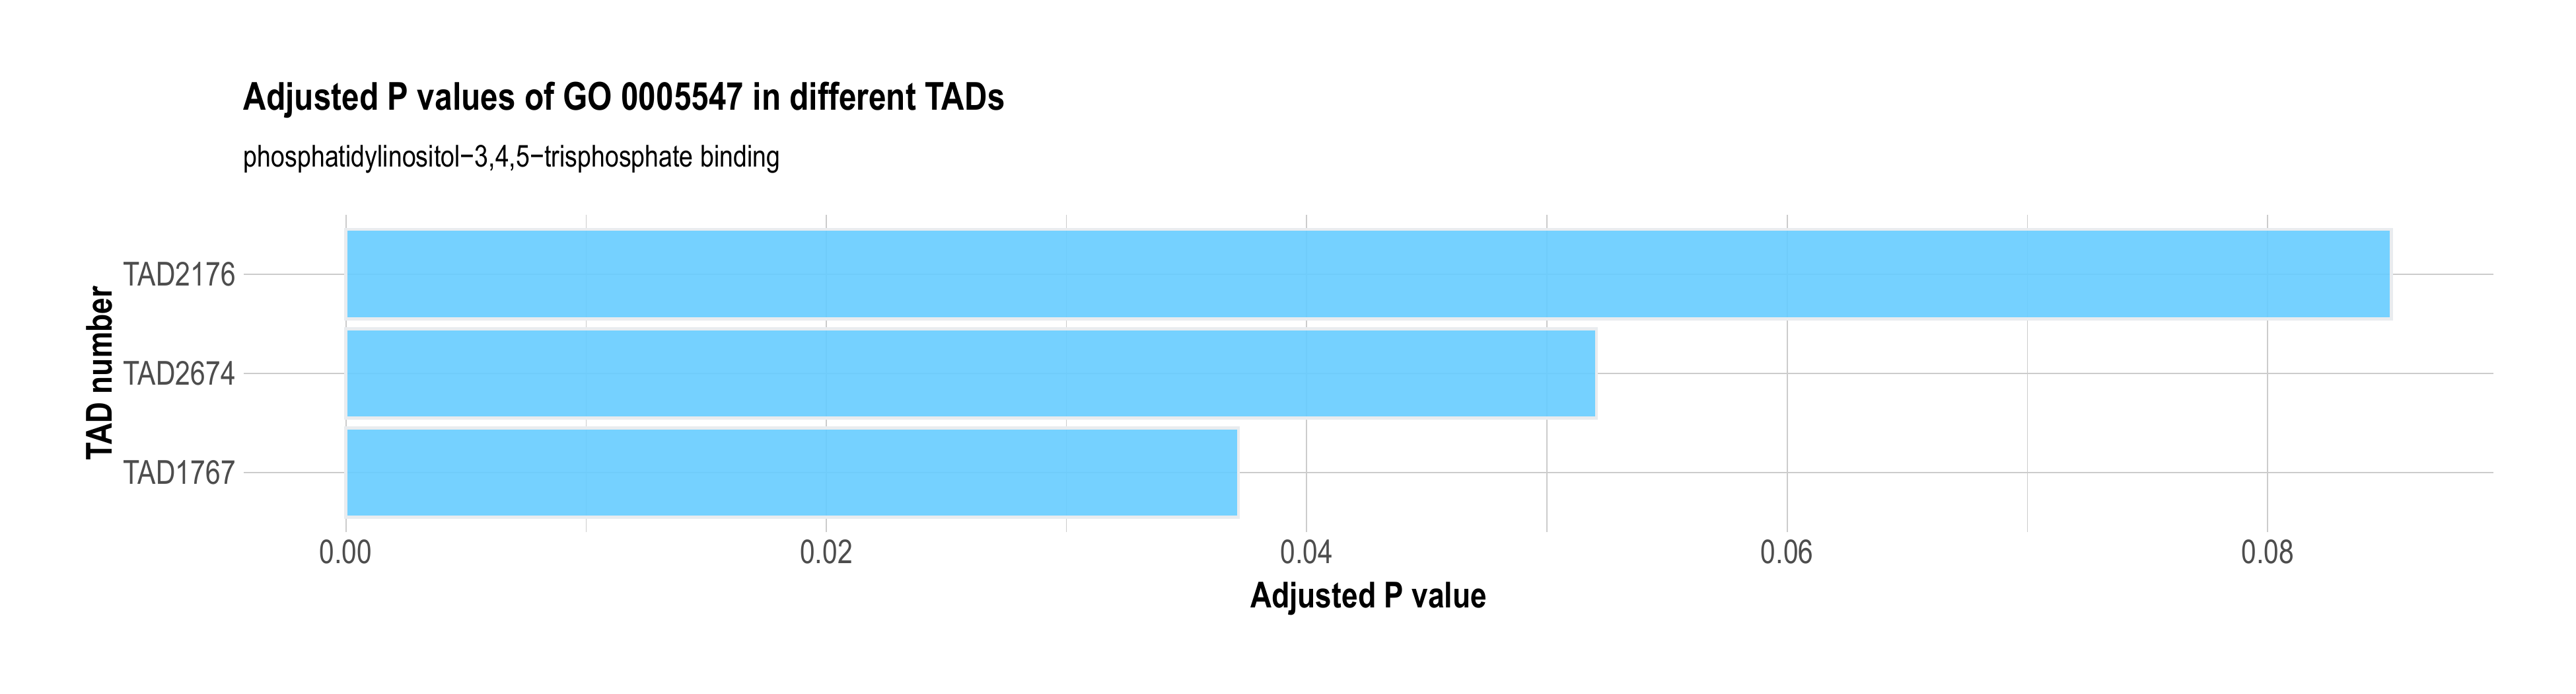 Adjusted P values of GO 0005547 in different TADs
phosphatidylinositol−3,4,5−trisphosphate binding
TAD number
TAD2176
TAD2674
TAD1767
0.00 0.02 0.04 0.06 0.08
Adjusted P value